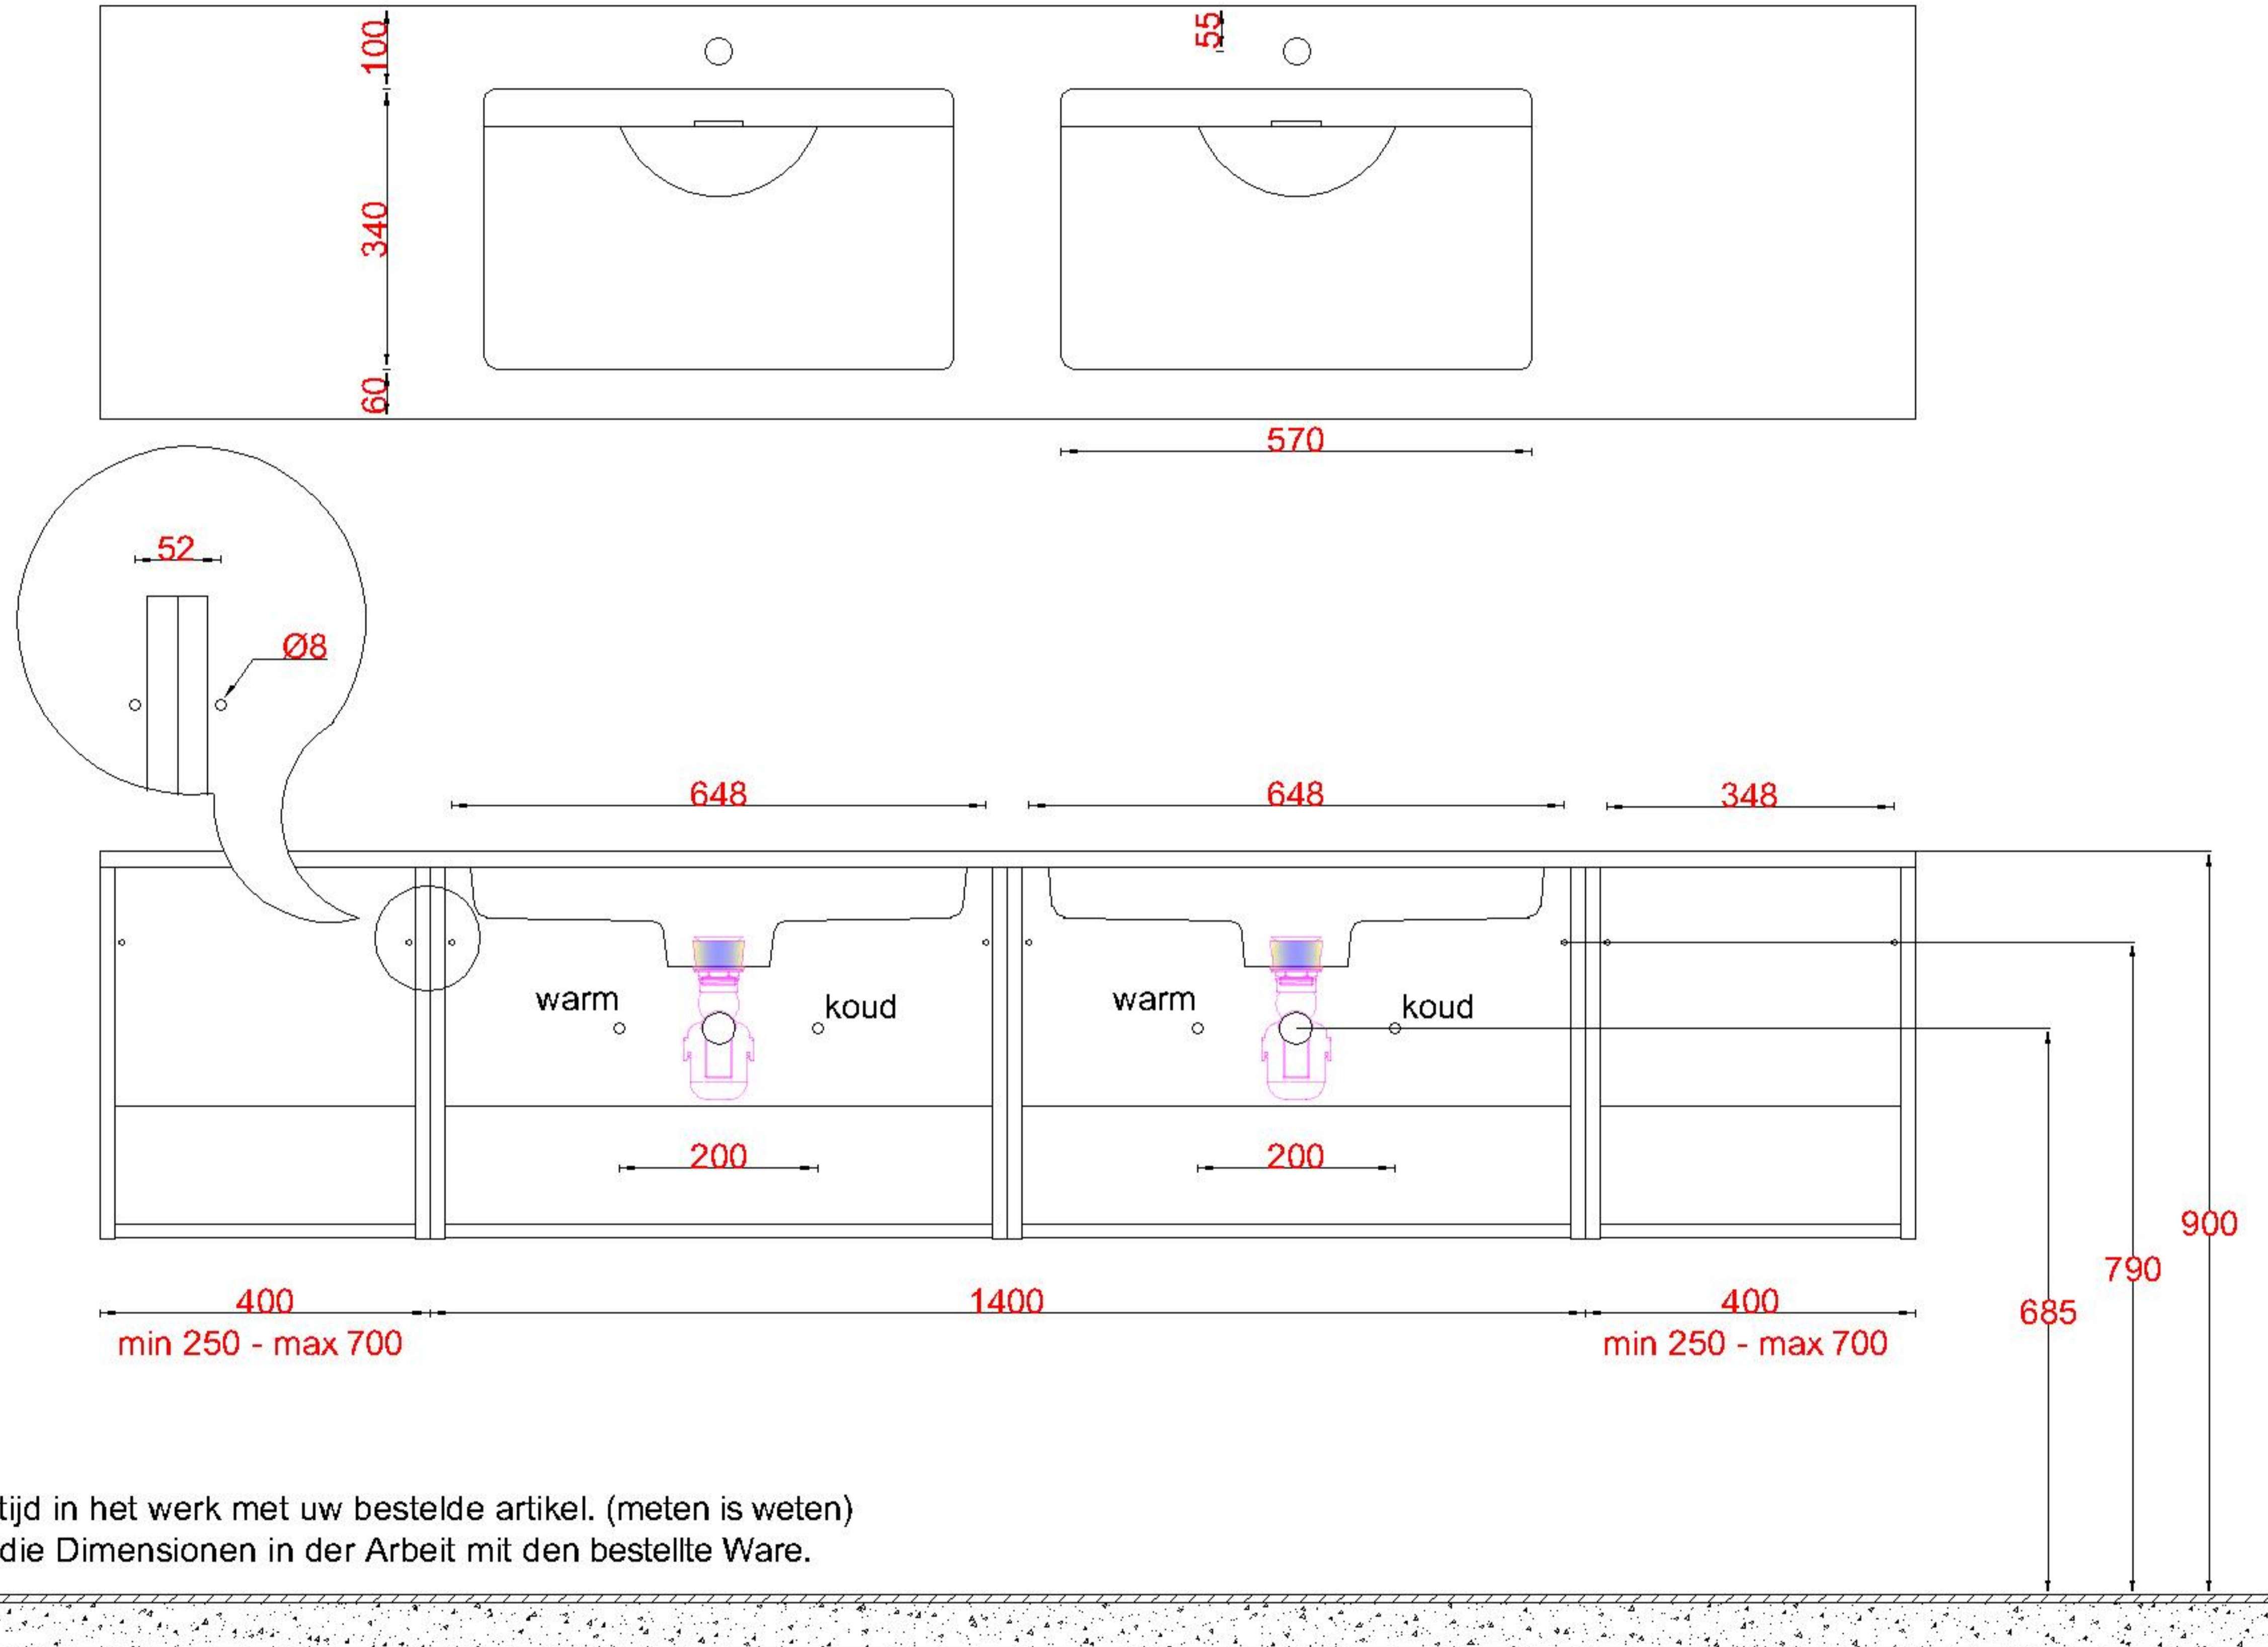 100
55
340
60
570
52
Ø8
648
648
348
warm
koud
warm
koud
200
200
900
790
685
400
1400
400
min 250 - max 700
min 250 - max 700
tijd in het werk met uw bestelde artikel. (meten is weten)
die Dimensionen in der Arbeit mit den bestellte Ware.